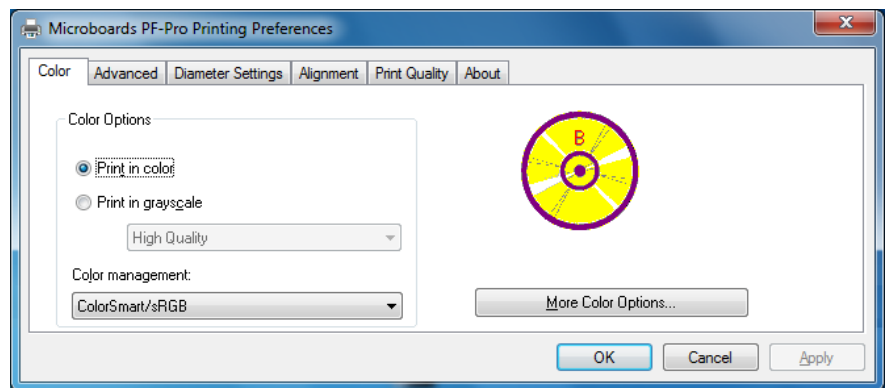 Microboards PF-Pro Printing Preferences
Color Advanced Diameter Settings Alignment Print Quality About
Color Options
Print in color
Print in grayscale
High Quality
Color management:
ColorSmart/sRGB
B
More Color Options...
OK Cancel Apply